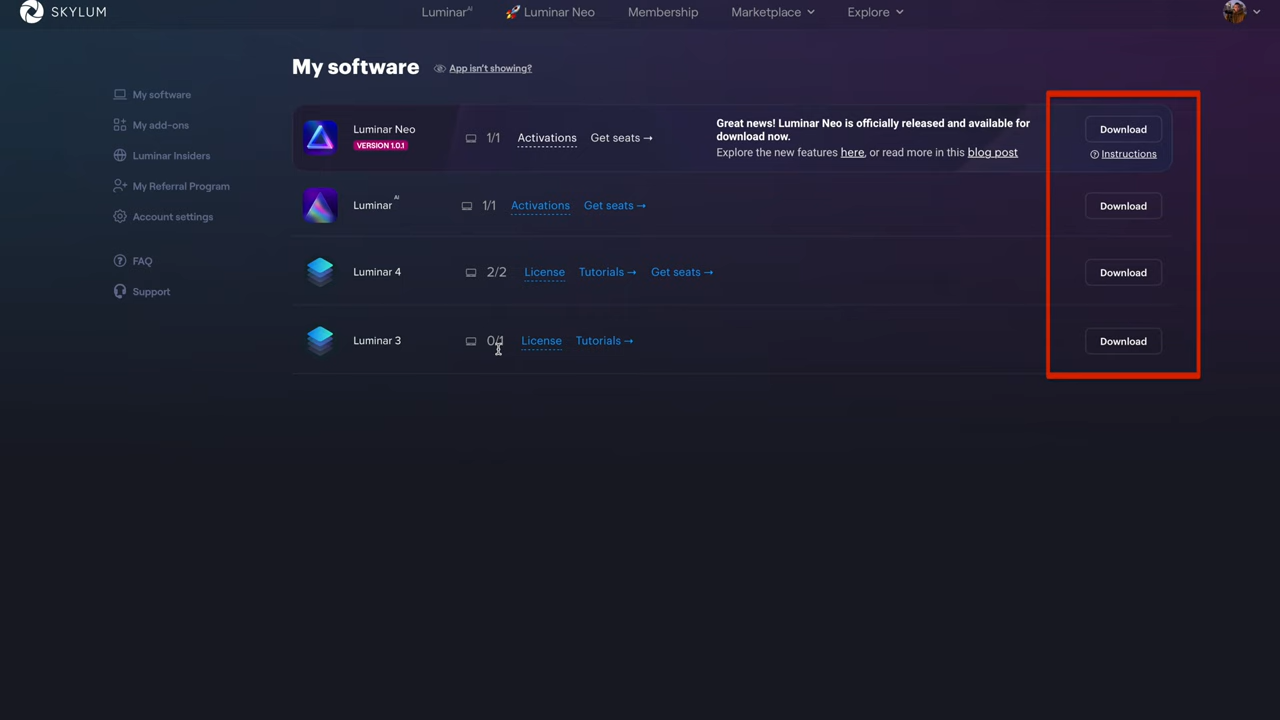 SKYLUM
Luminar AI
🚀 Luminar Neo
Membership
Marketplace
Explore
My software
App isn't showing?
My software
My add-ons
Luminar Insiders
My Referral Program
Account settings
FAQ
Support
Luminar Neo
VERSION 1.0.1
1/1
Activations
Get seats →
Great news! Luminar Neo is officially released and available for
download now.
Explore the new features here, or read more in this blog post
Download
Instructions
Luminar AI
1/1
Activations
Get seats →
Download
Luminar 4
2/2
License
Tutorials →
Get seats →
Download
Luminar 3
0/1
License
Tutorials →
Download